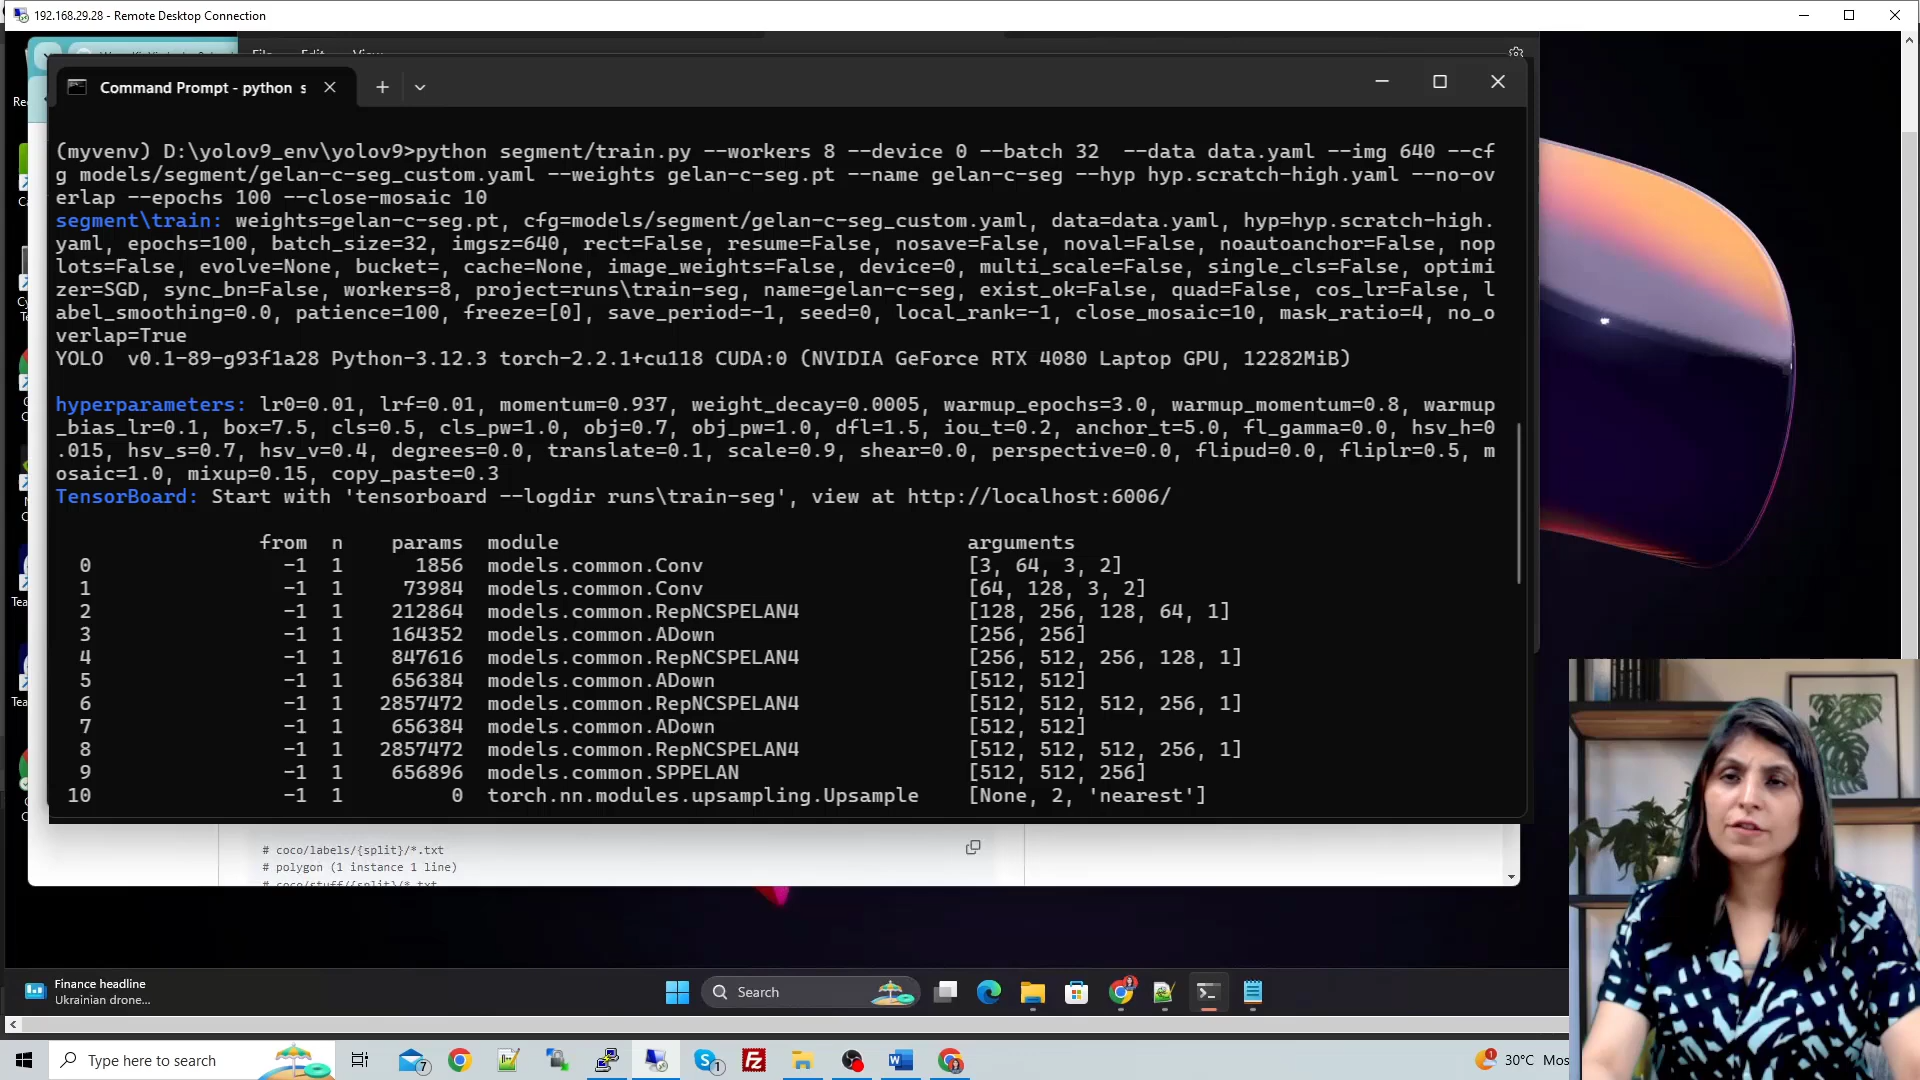 192.168.29.28 - Remote Desktop Connection
File Edit View
Command Prompt - python s
(myvenv) D:\yolov9_env\yolov9>python segment/train.py --workers 8 --device 0 --batch 32  --data data.yaml --img 640 --cf
g models/segment/gelan-c-seg_custom.yaml --weights gelan-c-seg.pt --name gelan-c-seg --hyp hyp.scratch-high.yaml --no-ov
erlap --epochs 100 --close-mosaic 10
segment\train: weights=gelan-c-seg.pt, cfg=models/segment/gelan-c-seg_custom.yaml, data=data.yaml, hyp=hyp.scratch-high.
yaml, epochs=100, batch_size=32, imgsz=640, rect=False, resume=False, nosave=False, noval=False, noautoanchor=False, nop
lots=False, evolve=None, bucket=, cache=None, image_weights=False, device=0, multi_scale=False, single_cls=False, optimi
zer=SGD, sync_bn=False, workers=8, project=runs\train-seg, name=gelan-c-seg, exist_ok=False, quad=False, cos_lr=False, l
abel_smoothing=0.0, patience=100, freeze=[0], save_period=-1, seed=0, local_rank=-1, close_mosaic=10, mask_ratio=4, no_o
verlap=True
YOLO  v0.1-89-g93f1a28 Python-3.12.3 torch-2.2.1+cu118 CUDA:0 (NVIDIA GeForce RTX 4080 Laptop GPU, 12282MiB)
hyperparameters: lr0=0.01, lrf=0.01, momentum=0.937, weight_decay=0.0005, warmup_epochs=3.0, warmup_momentum=0.8, warmup
_bias_lr=0.1, box=7.5, cls=0.5, cls_pw=1.0, obj=0.7, obj_pw=1.0, dfl=1.5, iou_t=0.2, anchor_t=5.0, fl_gamma=0.0, hsv_h=0
.015, hsv_s=0.7, hsv_v=0.4, degrees=0.0, translate=0.1, scale=0.9, shear=0.0, perspective=0.0, flipud=0.0, fliplr=0.5, m
osaic=1.0, mixup=0.15, copy_paste=0.3
TensorBoard: Start with 'tensorboard --logdir runs\train-seg', view at http://localhost:6006/
from n params module arguments
0 -1 1 1856 models.common.Conv [3, 64, 3, 2]
1 -1 1 73984 models.common.Conv [64, 128, 3, 2]
2 -1 1 212864 models.common.RepNCSPELAN4 [128, 256, 128, 64, 1]
3 -1 1 164352 models.common.ADown [256, 256]
4 -1 1 847616 models.common.RepNCSPELAN4 [256, 512, 256, 128, 1]
5 -1 1 656384 models.common.ADown [512, 512]
6 -1 1 2857472 models.common.RepNCSPELAN4 [512, 512, 512, 256, 1]
7 -1 1 656384 models.common.ADown [512, 512]
8 -1 1 2857472 models.common.RepNCSPELAN4 [512, 512, 512, 256, 1]
9 -1 1 656896 models.common.SPPELAN [512, 512, 256]
10 -1 1 0 torch.nn.modules.upsampling.Upsample [None, 2, 'nearest']
# coco/labels/{split}/*.txt
# polygon (1 instance 1 line)
# coco/stuff/{split}/*.txt
Finance headline
Ukrainian drone...
Search
Type here to search
7
1
1
30°C Mos